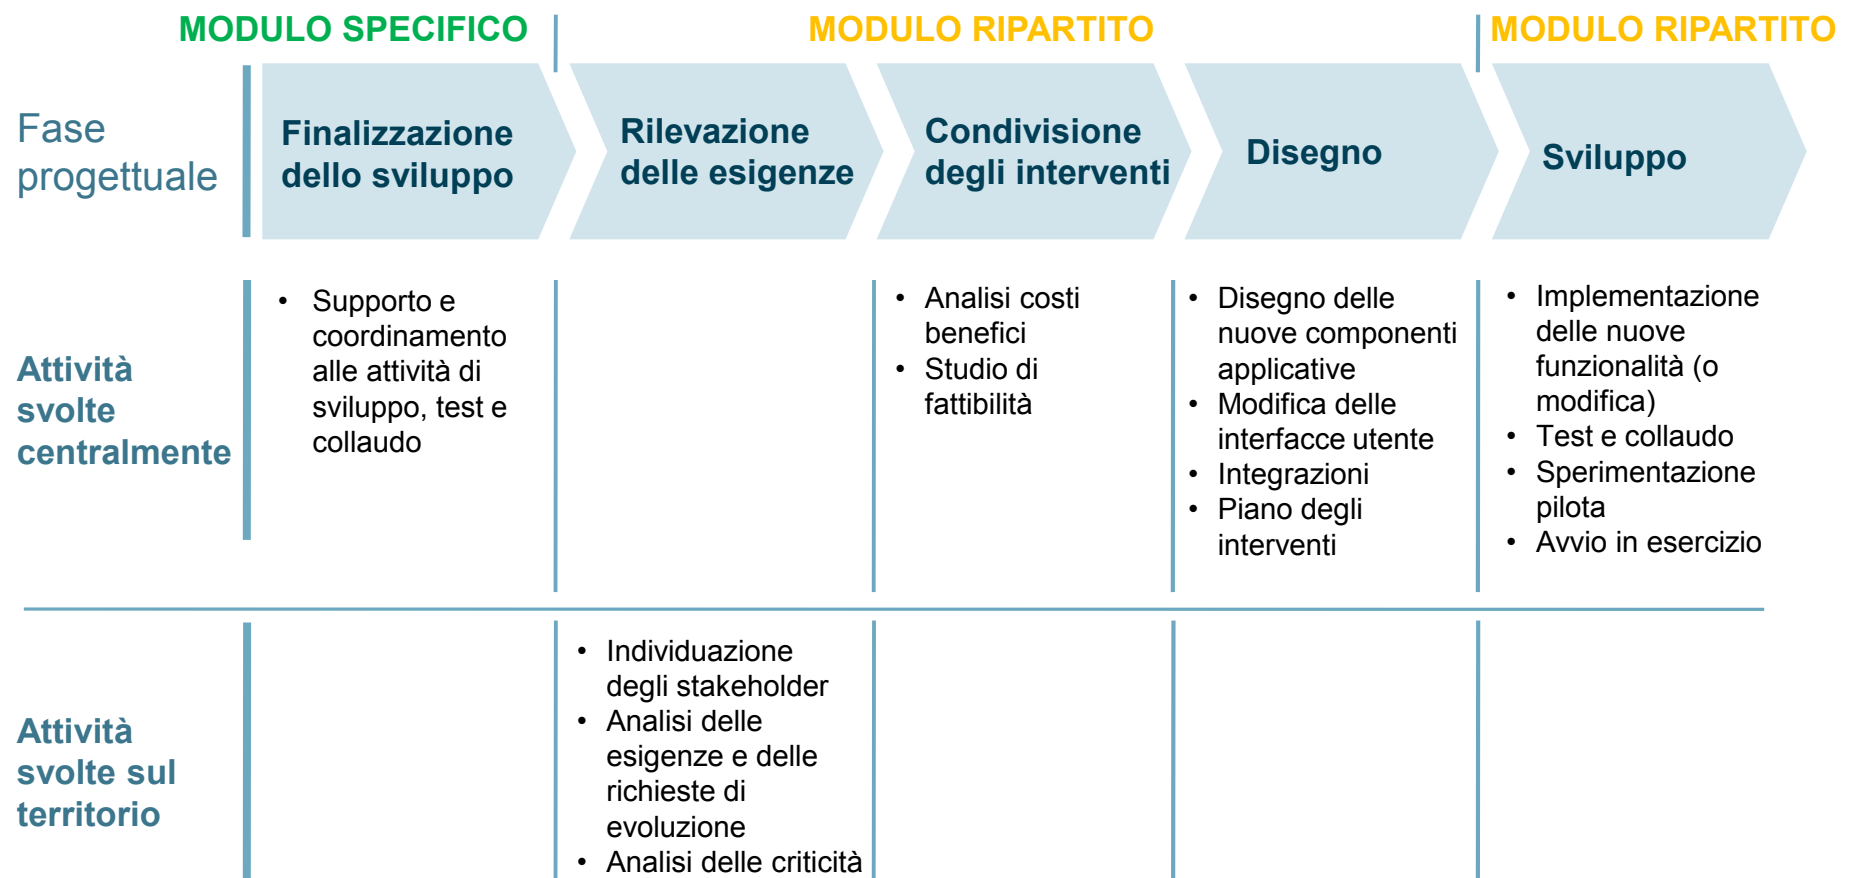 MODULO SPECIFICO
MODULO RIPARTITO
MODULO RIPARTITO
Fase
progettuale
Finalizzazione
dello sviluppo
Rilevazione
delle esigenze
Condivisione
degli interventi
Disegno
Sviluppo
Attività
svolte
centralmente
• Supporto e
coordinamento
alle attività di
sviluppo, test e
collaudo
• Analisi costi
benefici
• Studio di
fattibilità
• Disegno delle
nuove componenti
applicative
• Modifica delle
interfacce utente
• Integrazioni
• Piano degli
interventi
• Implementazione
delle nuove
funzionalità (o
modifica)
• Test e collaudo
• Sperimentazione
pilota
• Avvio in esercizio
Attività
svolte sul
territorio
• Individuazione
degli stakeholder
• Analisi delle
esigenze e delle
richieste di
evoluzione
• Analisi delle criticità